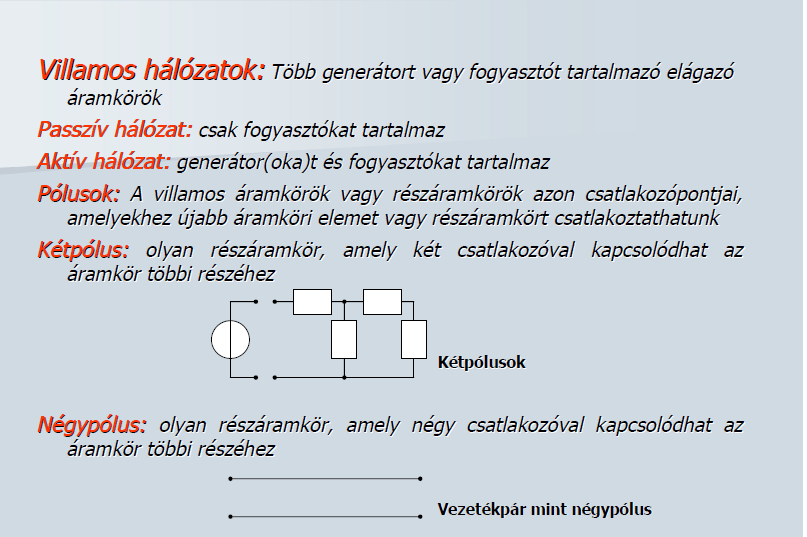 Villamos hálózatok: Több generátort vagy fogyasztót tartalmazó elágazó
áramkörök
Passzív hálózat: csak fogyasztókat tartalmaz
Aktív hálózat: generátor(oka)t és fogyasztókat tartalmaz
Pólusok: A villamos áramkörök vagy részáramkörök azon csatlakozópontjai,
amelyekhez újabb áramköri elemet vagy részáramkört csatlakoztathatunk
Kétpólus: olyan részáramkör, amely két csatlakozóval kapcsolódhat az
áramkör többi részéhez
Kétpólusok
Négypólus: olyan részáramkör, amely négy csatlakozóval kapcsolódhat az
áramkör többi részéhez
Vezetékpár mint négypólus